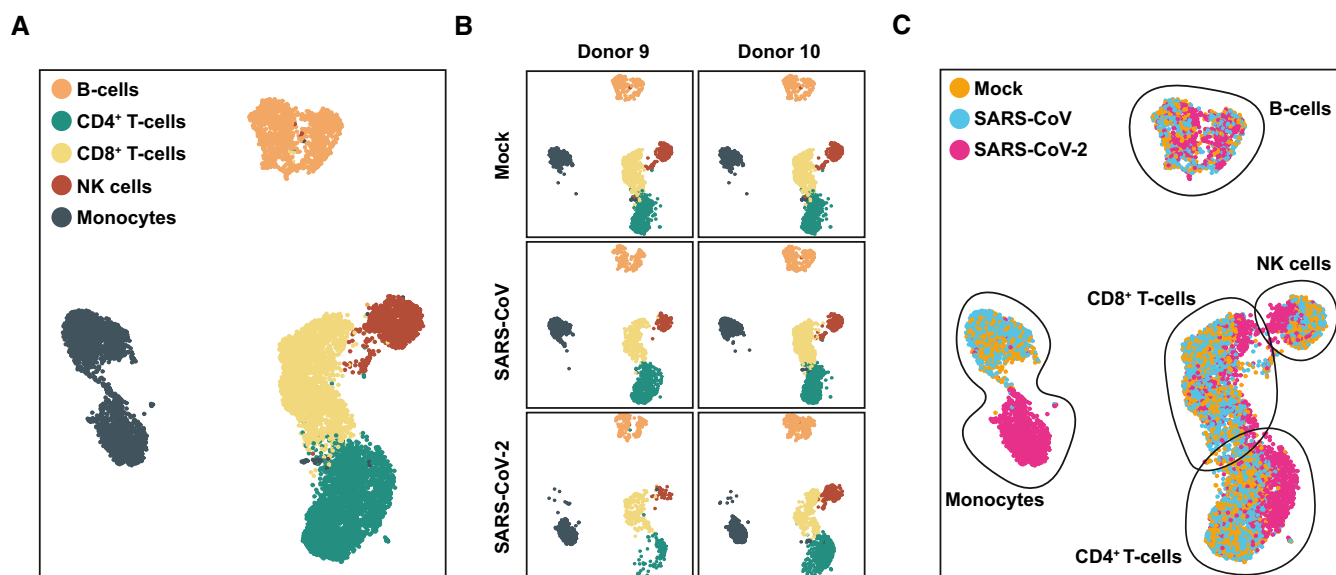 A
B-cells
CD4⁺ T-cells
CD8⁺ T-cells
NK cells
Monocytes
B
Donor 9
Donor 10
Mock
SARS-CoV
SARS-CoV-2
C
Mock
SARS-CoV
SARS-CoV-2
B-cells
NK cells
CD8⁺ T-cells
Monocytes
CD4⁺ T-cells